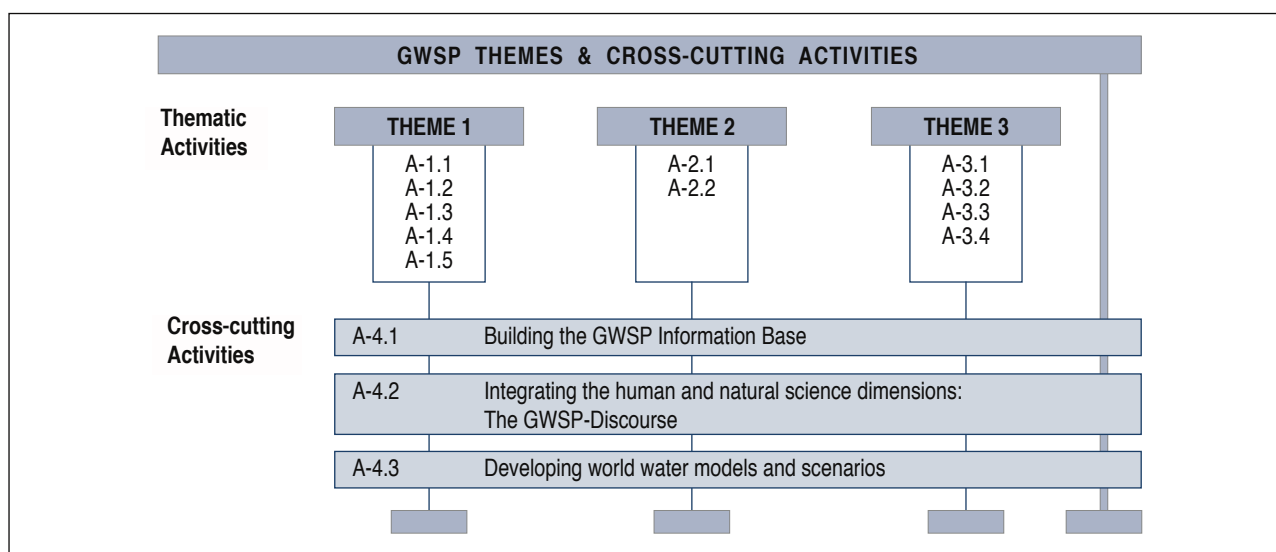 GWSP THEMES & CROSS-CUTTING ACTIVITIES
Thematic
Activities
THEME 1
A-1.1
A-1.2
A-1.3
A-1.4
A-1.5
THEME 2
A-2.1
A-2.2
THEME 3
A-3.1
A-3.2
A-3.3
A-3.4
Cross-cutting
Activities
A-4.1 Building the GWSP Information Base
A-4.2 Integrating the human and natural science dimensions:
The GWSP-Discourse
A-4.3 Developing world water models and scenarios